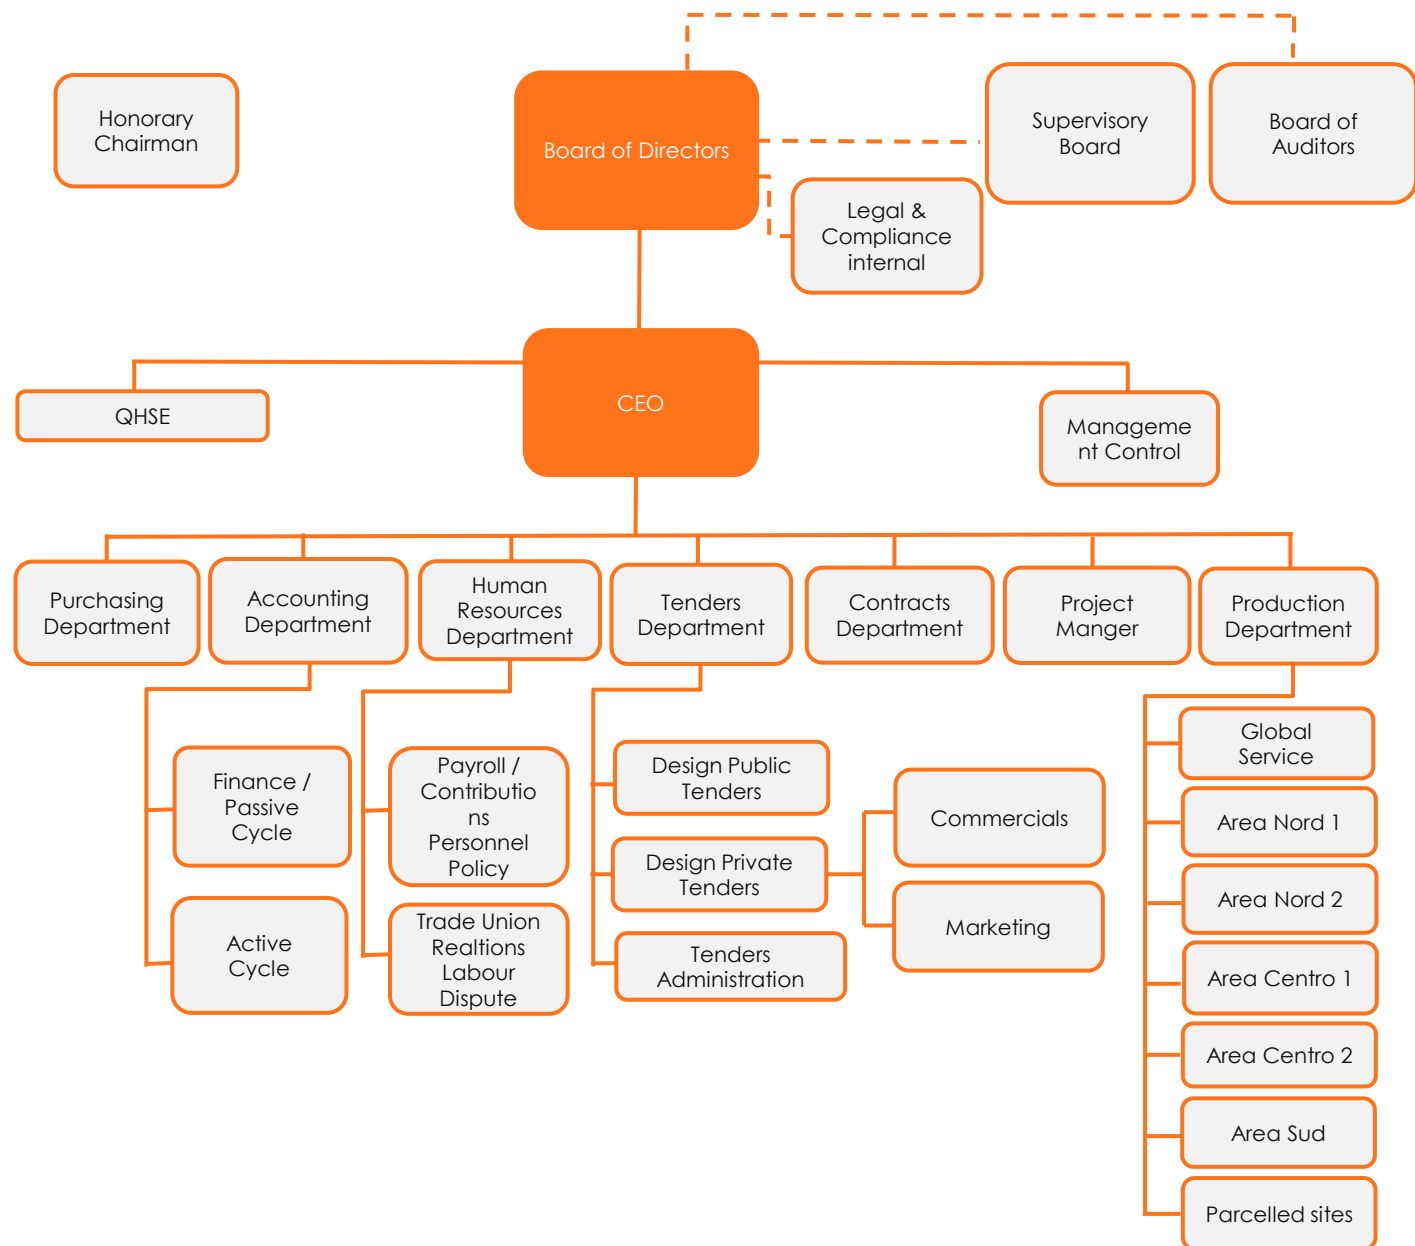 Honorary
Chairman
Board of Directors
Supervisory
Board
Board of
Auditors
Legal &
Compliance
internal
CEO
QHSE
Manageme
nt Control
Purchasing
Department
Accounting
Department
Human
Resources
Department
Tenders
Department
Contracts
Department
Project
Manger
Production
Department
Finance /
Passive
Cycle
Active
Cycle
Payroll /
Contributio
ns
Personnel
Policy
Trade Union
Realtions
Labour
Dispute
Design Public
Tenders
Design Private
Tenders
Tenders
Administration
Commercials
Marketing
Global
Service
Area Nord 1
Area Nord 2
Area Centro 1
Area Centro 2
Area Sud
Parcelled sites